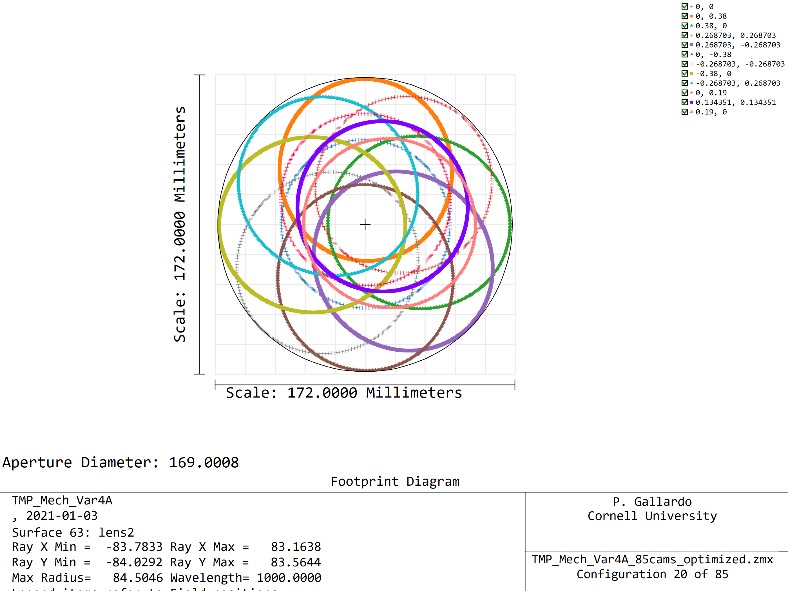 0, 0
0, 0.38
0.38, 0
0.268703, 0.268703
0.268703, -0.268703
0, -0.38
-0.268703, -0.268703
-0.38, 0
-0.268703, 0.268703
0, 0.19
0.134351, 0.134351
0.19, 0
Scale: 172.0000 Millimeters
Scale: 172.0000 Millimeters
Aperture Diameter: 169.0008
Footprint Diagram
TMP_Mech_Var4A
, 2021-01-03
Surface 63: lens2
Ray X Min = -83.7833 Ray X Max = 83.1638
Ray Y Min = -84.0292 Ray Y Max = 83.5644
Max Radius= 84.5046 Wavelength= 1000.0000
P. Gallardo
Cornell University
TMP_Mech_Var4A_85cams_optimized.zmx
Configuration 20 of 85